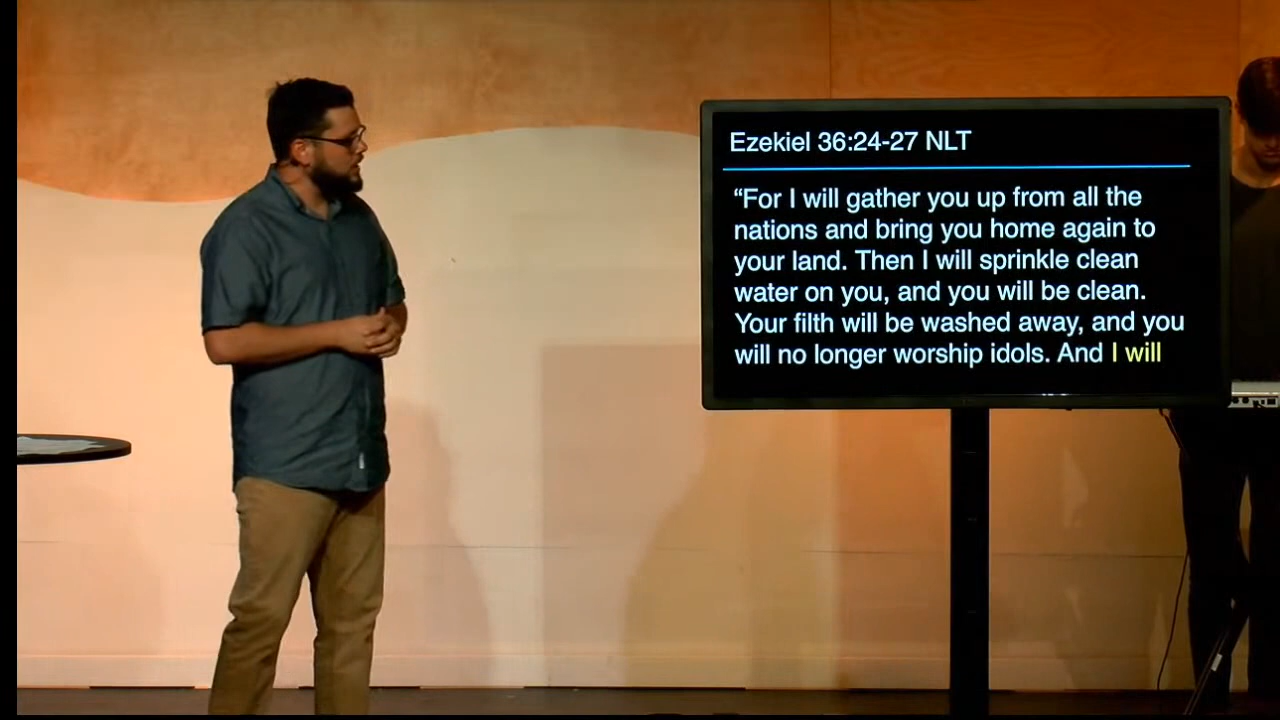 Ezekiel 36:24-27 NLT
“For I will gather you up from all the
nations and bring you home again to
your land. Then I will sprinkle clean
water on you, and you will be clean.
Your filth will be washed away, and you
will no longer worship idols. And I will